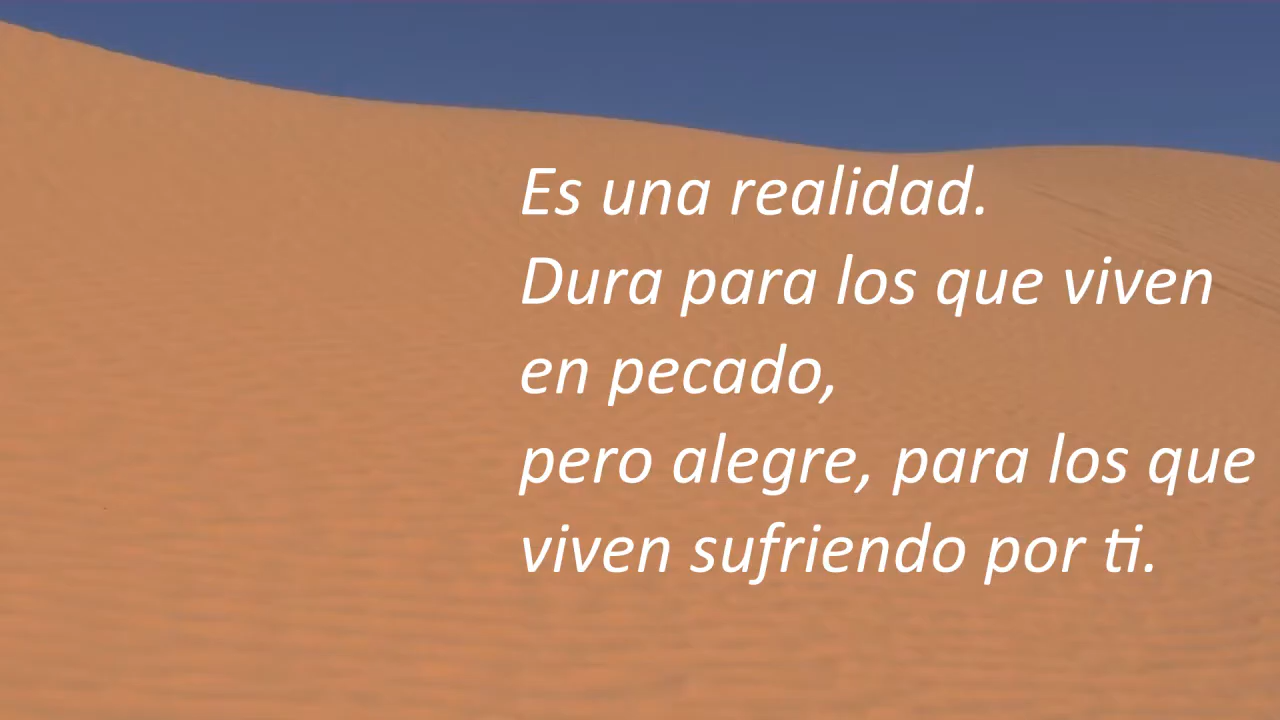 Es una realidad.
Dura para los que viven
en pecado,
pero alegre, para los que
viven sufriendo por ti.